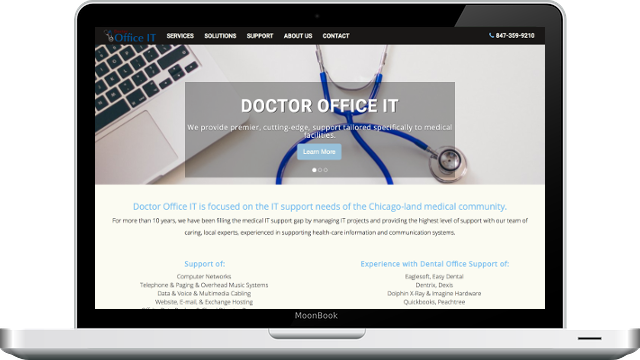 Office IT SERVICES SOLUTIONS SUPPORT ABOUT US CONTACT 847-359-9210
DOCTOR OFFICE IT
We provide premier, cutting-edge, support tailored specifically to medical
facilities.
Learn More
Doctor Office IT is focused on the IT support needs of the Chicago-land medical community.
For more than 10 years, we have been filling the medical IT support gap by managing IT projects and providing the highest level of support with our team of
caring, local experts, experienced in supporting health-care information and communication systems.
Support of:
Computer Networks
Telephone & Paging & Overhead Music Systems
Data & Voice & Multimedia Cabling
Website, E-mail, & Exchange Hosting
Experience with Dental Office Support of:
Eaglesoft, Easy Dental
Dentrix, Dexis
Dolphin X-Ray & Imagine Hardware
Quickbooks, Peachtree
MoonBook